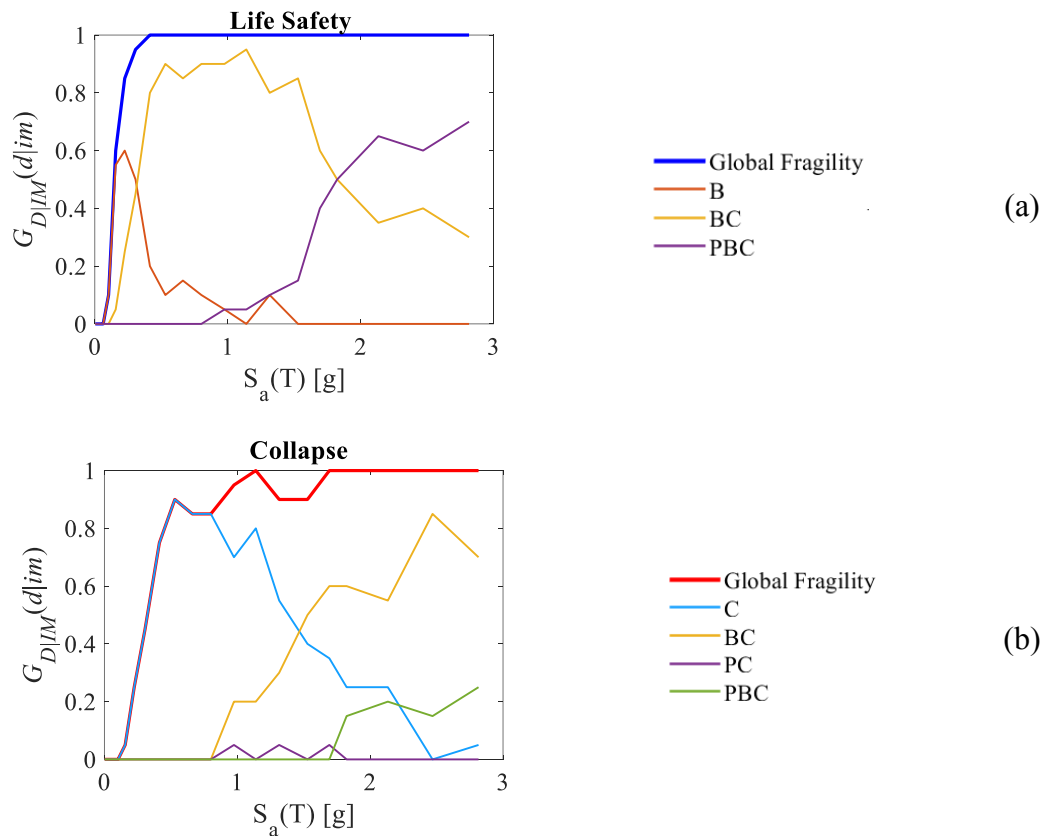 Life Safety
1
0.8
0.6
0.4
0.2
0
0
1
2
3
G_{D|IM}(d|im)
S_a(T) [g]
Global Fragility
B
BC
PBC
(a)
Collapse
1
0.8
0.6
0.4
0.2
0
0
1
2
3
G_{D|IM}(d|im)
S_a(T) [g]
Global Fragility
C
BC
PC
PBC
(b)